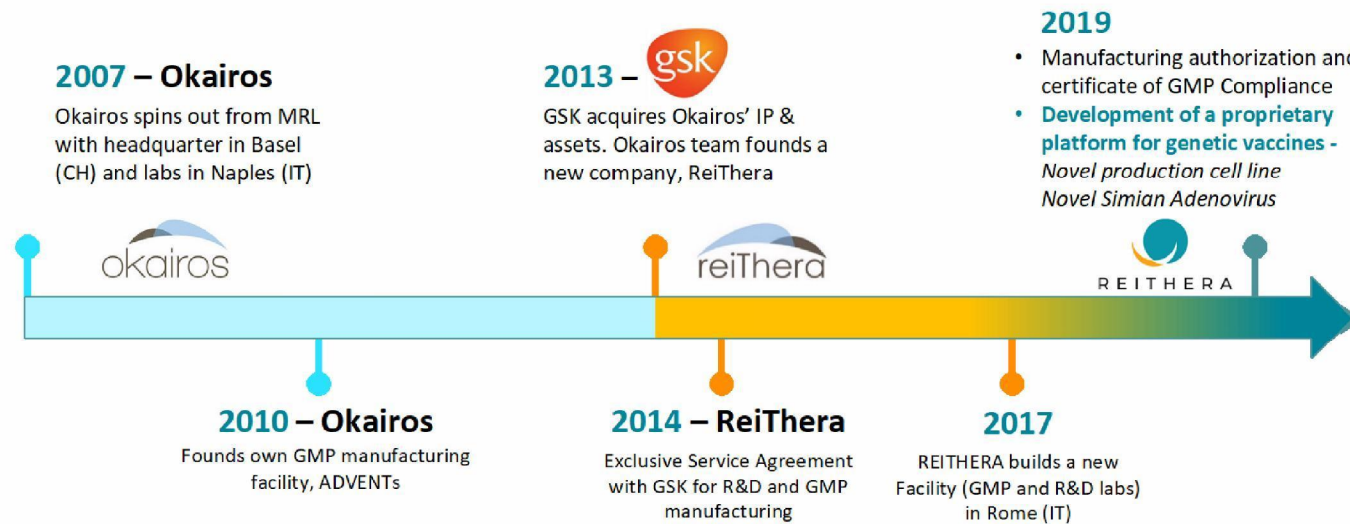 2007 – Okairos
Okairos spins out from MRL
with headquarter in Basel
(CH) and labs in Naples (IT)
okairos
2013 – gsk
GSK acquires Okairos’ IP &
assets. Okairos team founds a
new company, ReiThera
reiThera
2019
• Manufacturing authorization and
certificate of GMP Compliance
• Development of a proprietary
platform for genetic vaccines -
Novel production cell line
Novel Simian Adenovirus
REITHERA
2010 – Okairos
Founds own GMP manufacturing
facility, ADVENTs
2014 – ReiThera
Exclusive Service Agreement
with GSK for R&D and GMP
manufacturing
2017
REITHERA builds a new
Facility (GMP and R&D labs)
in Rome (IT)